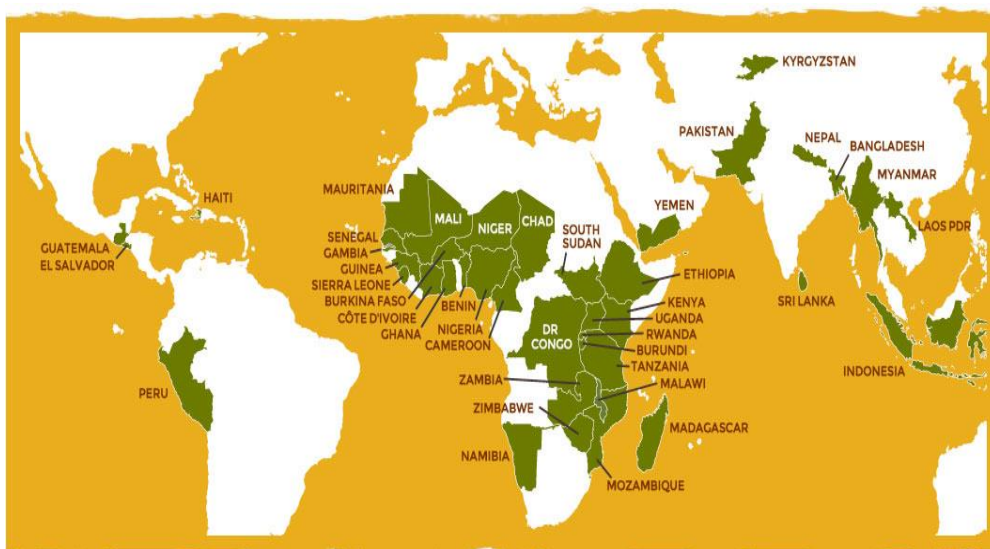 KYRGYZSTAN
PAKISTAN
NEPAL
BANGLADESH
MYANMAR
LAOS PDR
SRI LANKA
INDONESIA
HAITI
GUATEMALA
EL SALVADOR
PERU
MAURITANIA
MALI
NIGER
CHAD
SENEGAL
GAMBIA
GUINEA
SIERRA LEONE
BURKINA FASO
CÔTE D'IVOIRE
GHANA
BENIN
NIGERIA
CAMEROON
SOUTH
SUDAN
YEMEN
ETHIOPIA
KENYA
UGANDA
RWANDA
BURUNDI
TANZANIA
DR
CONGO
ZAMBIA
MALAWI
ZIMBABWE
MADAGASCAR
NAMIBIA
MOZAMBIQUE